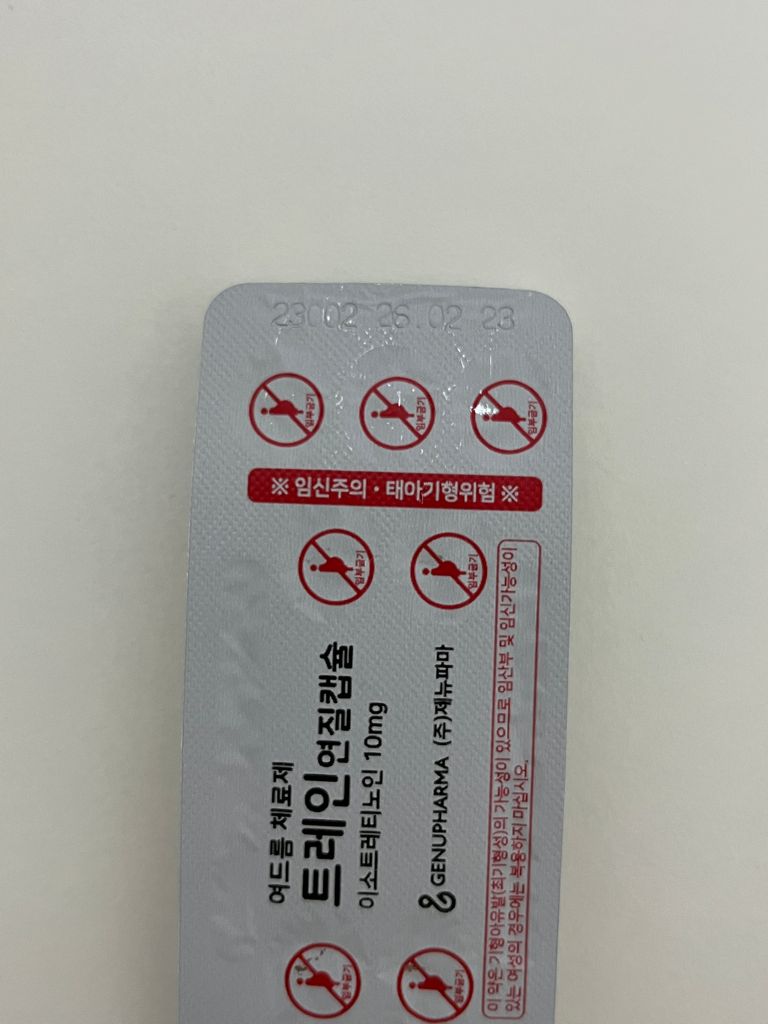 23002 26.02 23
임부금기
임부금기
임부금기
※ 임신주의 · 태아기형위험 ※
임부금기
임부금기
여드름 체료제
트레인연질캡슐
이소트레티노인 10mg
GENUPHARMA (주)제뉴파마
이 약은 기형아유발(최기형성)의 가능성이 있으므로 임산부 및 임신가능성이
있는 여성의 경우에는 복용하지 마십시오.
임부금기
임부금기